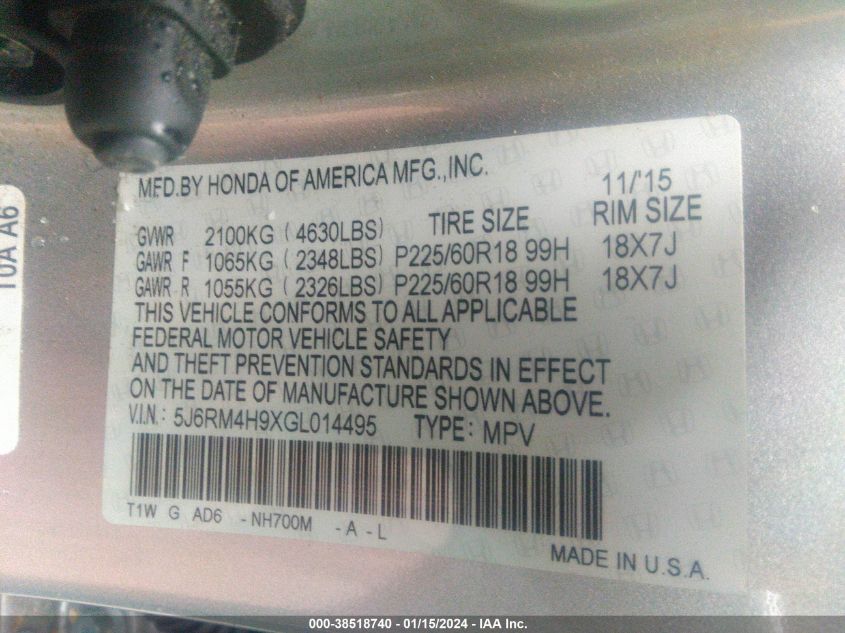 MFD.BY HONDA OF AMERICA MFG.,INC.
11/'15
GVWR 2100KG (4630LBS) TIRE SIZE RIM SIZE
GAWR F 1065KG (2348LBS) P225/60R18 99H 18X7J
GAWR R 1055KG (2326LBS) P225/60R18 99H 18X7J
THIS VEHICLE CONFORMS TO ALL APPLICABLE
FEDERAL MOTOR VEHICLE SAFETY
AND THEFT PREVENTION STANDARDS IN EFFECT
ON THE DATE OF MANUFACTURE SHOWN ABOVE.
V.I.N.: 5J6RM4H9XGL014495 TYPE: MPV
T1W G AD6 -NH700M -A-L
MADE IN U.S.A.
10A A6
000-38518740 - 01/15/2024 - IAA Inc.